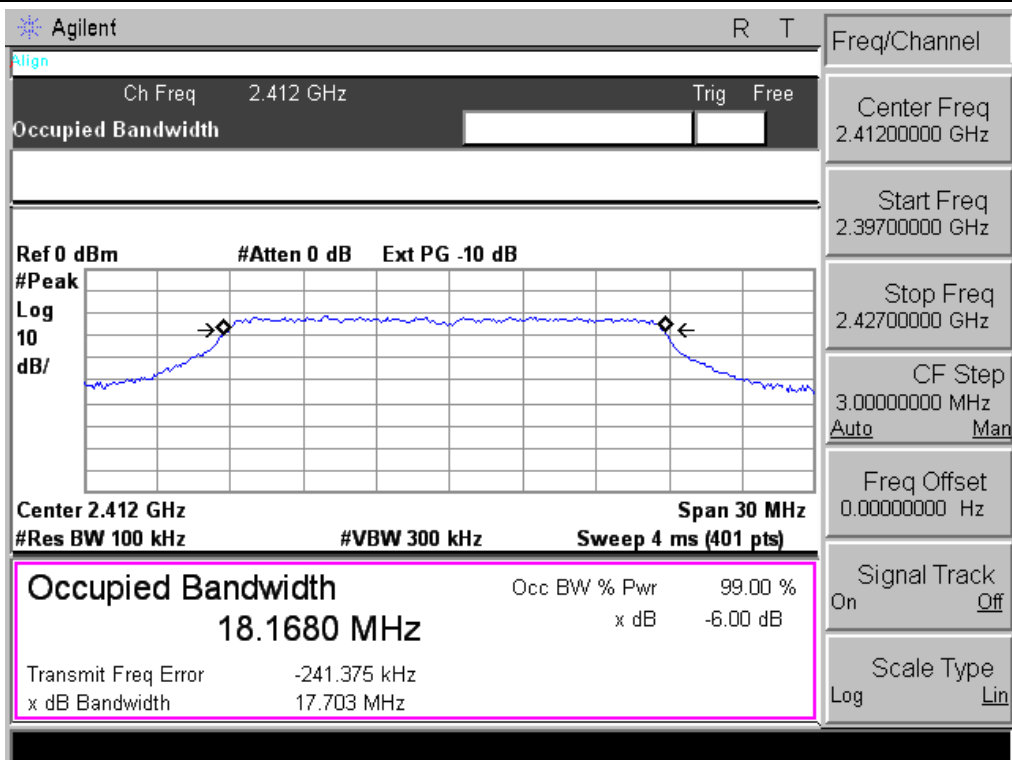 Agilent R T
Align
Ch Freq 2.412 GHz Trig Free
Occupied Bandwidth
Ref 0 dBm #Atten 0 dB Ext PG -10 dB
#Peak
Log
10
dB/
Center 2.412 GHz Span 30 MHz
#Res BW 100 kHz #VBW 300 kHz Sweep 4 ms (401 pts)
Occupied Bandwidth Occ BW % Pwr 99.00 %
18.1680 MHz x dB -6.00 dB
Transmit Freq Error -241.375 kHz
x dB Bandwidth 17.703 MHz
Freq/Channel
Center Freq
2.41200000 GHz
Start Freq
2.39700000 GHz
Stop Freq
2.42700000 GHz
CF Step
3.00000000 MHz
Auto Man
Freq Offset
0.00000000 Hz
Signal Track
On Off
Scale Type
Log Lin